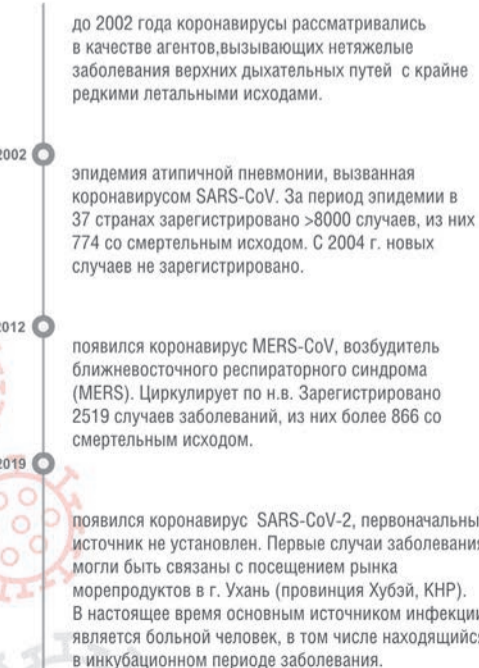 до 2002 года коронавирусы рассматривались
в качестве агентов,вызывающих нетяжелые
заболевания верхних дыхательных путей с крайне
редкими летальными исходами.
2002
эпидемия атипичной пневмонии, вызванная
коронавирусом SARS-CoV. За период эпидемии в
37 странах зарегистрировано >8000 случаев, из них
774 со смертельным исходом. С 2004 г. новых
случаев не зарегистрировано.
2012
появился коронавирус MERS-CoV, возбудитель
ближневосточного респираторного синдрома
(MERS). Циркулирует по н.в. Зарегистрировано
2519 случаев заболеваний, из них более 866 со
смертельным исходом.
2019
появился коронавирус SARS-CoV-2, первоначальны
источник не установлен. Первые случаи заболевания
могли быть связаны с посещением рынка
морепродуктов в г. Ухань (провинция Хубэй, КНР).
В настоящее время основным источником инфекции
является больной человек, в том числе находящийся
в инкубационном периоде заболевания.